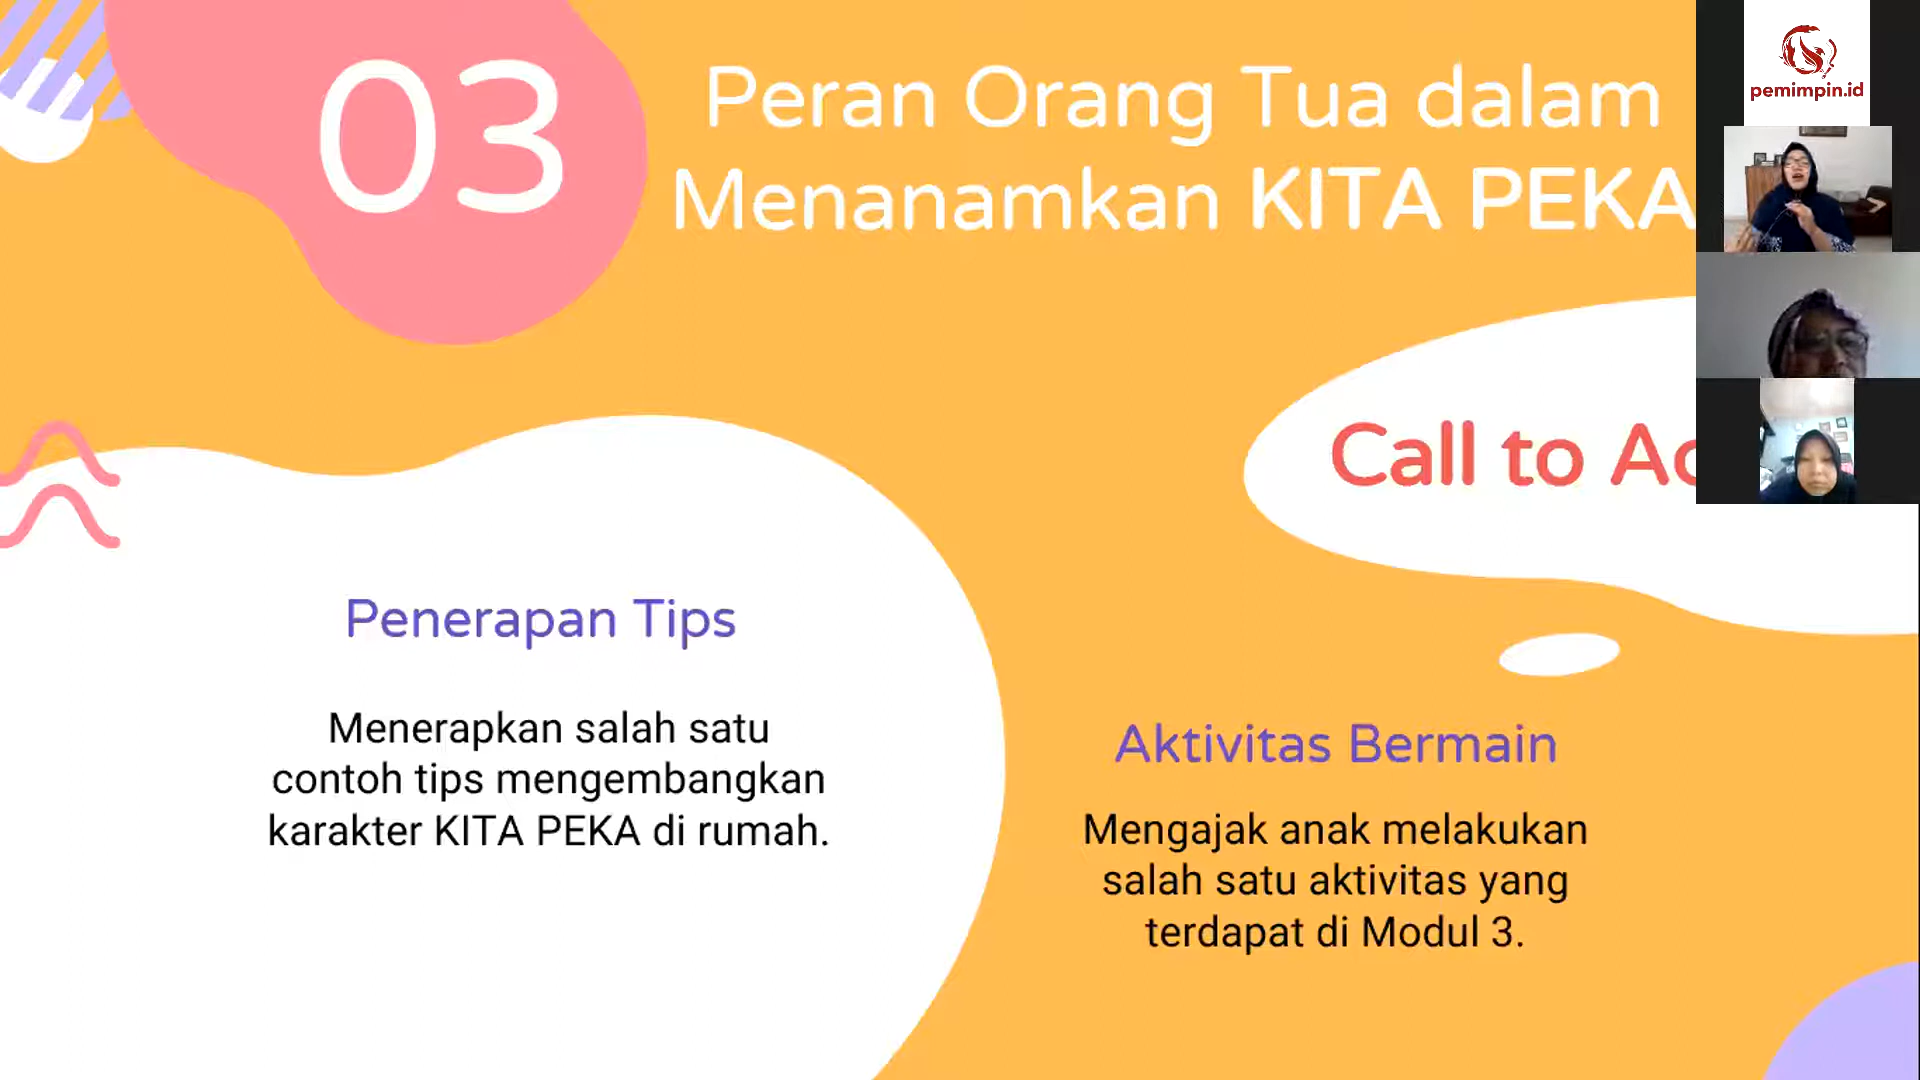 03
Peran Orang Tua dalam
Menanamkan KITA PEKA
pemimpin.id
Call to
Penerapan Tips
Menerapkan salah satu
contoh tips mengembangkan
karakter KITA PEKA di rumah.
Aktivitas Bermain
Mengajak anak melakukan
salah satu aktivitas yang
terdapat di Modul 3.